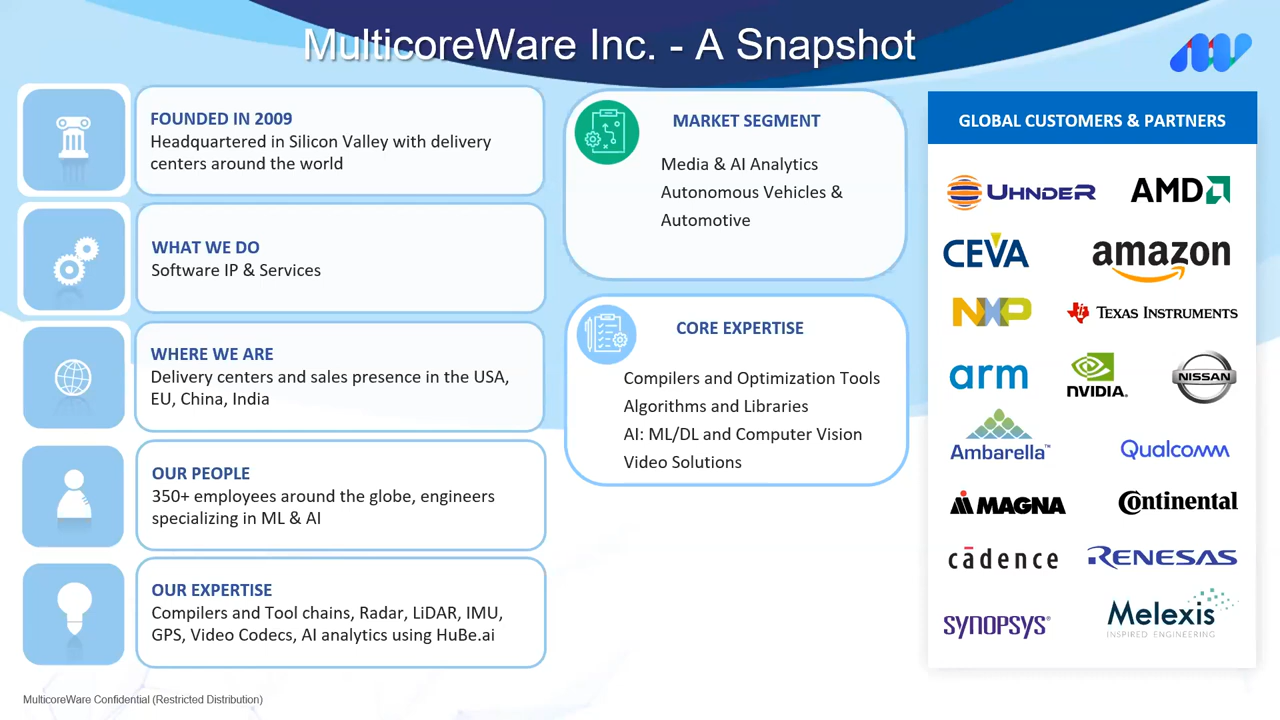 MulticoreWare Inc. - A Snapshot
FOUNDED IN 2009
Headquartered in Silicon Valley with delivery
centers around the world
WHAT WE DO
Software IP & Services
WHERE WE ARE
Delivery centers and sales presence in the USA,
EU, China, India
OUR PEOPLE
350+ employees around the globe, engineers
specializing in ML & AI
OUR EXPERTISE
Compilers and Tool chains, Radar, LiDAR, IMU,
GPS, Video Codecs, AI analytics using HuBe.ai
MARKET SEGMENT
Media & AI Analytics
Autonomous Vehicles &
Automotive
CORE EXPERTISE
Compilers and Optimization Tools
Algorithms and Libraries
AI: ML/DL and Computer Vision
Video Solutions
GLOBAL CUSTOMERS & PARTNERS
UHNDER AMD
CEVA amazon
NXP TEXAS INSTRUMENTS
arm NVIDIA. NISSAN
Ambarella™ Qualcomm
MAGNA Continental
cādence RENESAS
SYNOPSYS® Melexis
INSPIRED ENGINEERING
MulticoreWare Confidential (Restricted Distribution)